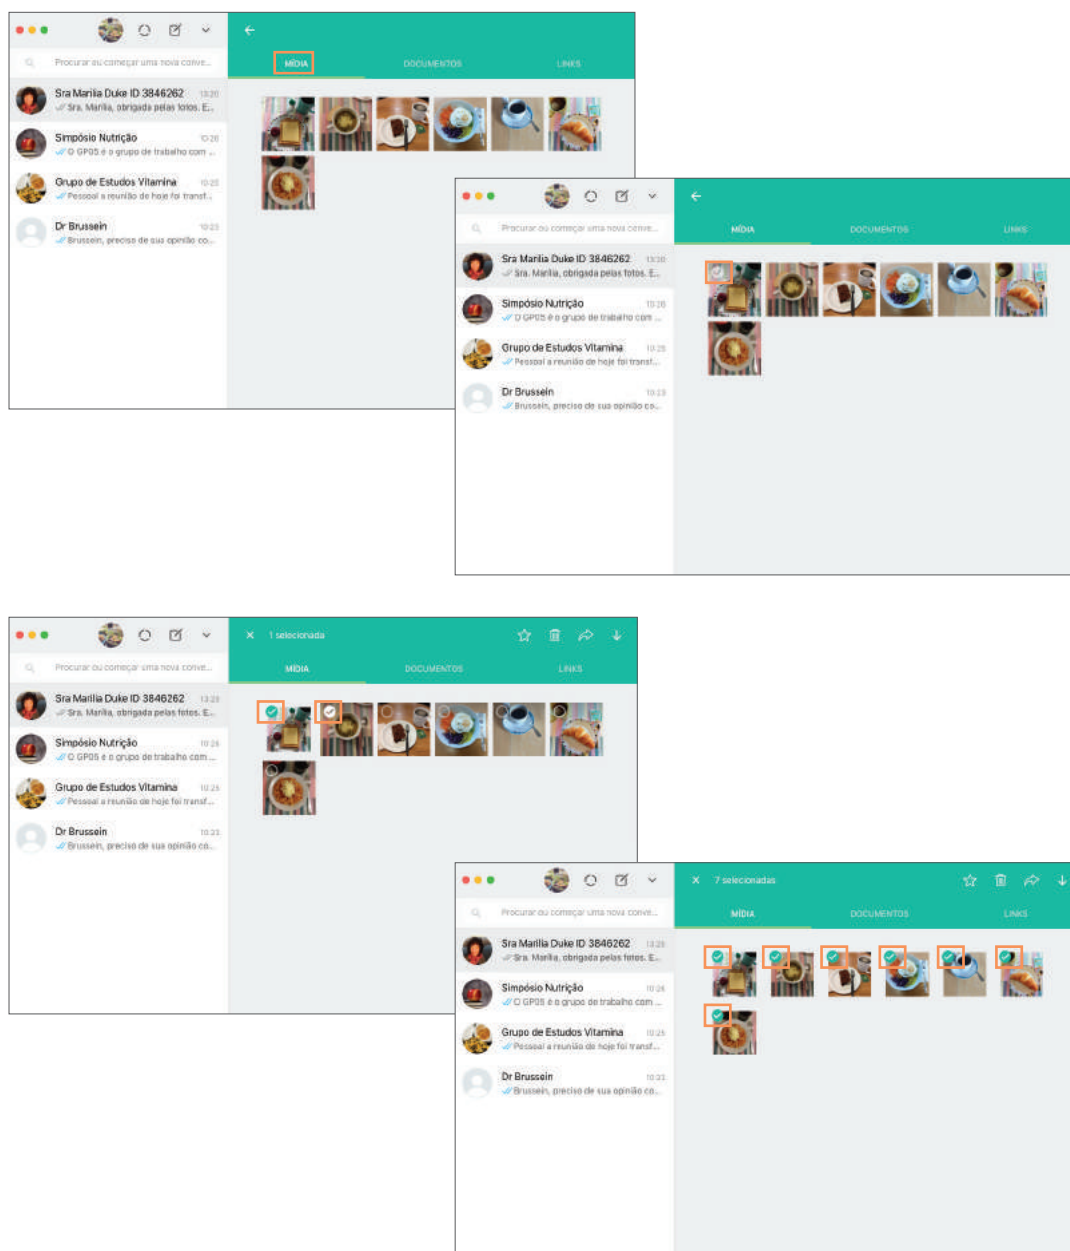 MÍDIA
DOCUMENTOS
LINKS
Procurar ou começar uma nova conve...
Sra Marilia Duke ID 3846262 13:20
Sra. Marília, obrigada pelas fotos. E...
Simpósio Nutrição 10:26
O GP05 é o grupo de trabalho com ...
Grupo de Estudos Vitamina 10:25
Pessoal a reunião de hoje foi transf...
Dr Brussein 10:23
Brussein, preciso de sua opinião co...
MÍDIA
DOCUMENTOS
LINKS
Procurar ou começar uma nova conve...
Sra Marilia Duke ID 3846262 13:20
Sra. Marília, obrigada pelas fotos. E...
Simpósio Nutrição 10:26
O GP05 é o grupo de trabalho com ...
Grupo de Estudos Vitamina 10:25
Pessoal a reunião de hoje foi transf...
Dr Brussein 10:23
Brussein, preciso de sua opinião co...
1 selecionada
MÍDIA
DOCUMENTOS
LINKS
Procurar ou começar uma nova conve...
Sra Marilia Duke ID 3846262 13:20
Sra. Marília, obrigada pelas fotos. E...
Simpósio Nutrição 10:26
O GP05 é o grupo de trabalho com ...
Grupo de Estudos Vitamina 10:25
Pessoal a reunião de hoje foi transf...
Dr Brussein 10:23
Brussein, preciso de sua opinião co...
7 selecionadas
MÍDIA
DOCUMENTOS
LINKS
Procurar ou começar uma nova conve...
Sra Marilia Duke ID 3846262 13:20
Sra. Marília, obrigada pelas fotos. E...
Simpósio Nutrição 10:26
O GP05 é o grupo de trabalho com ...
Grupo de Estudos Vitamina 10:25
Pessoal a reunião de hoje foi transf...
Dr Brussein 10:23
Brussein, preciso de sua opinião co...